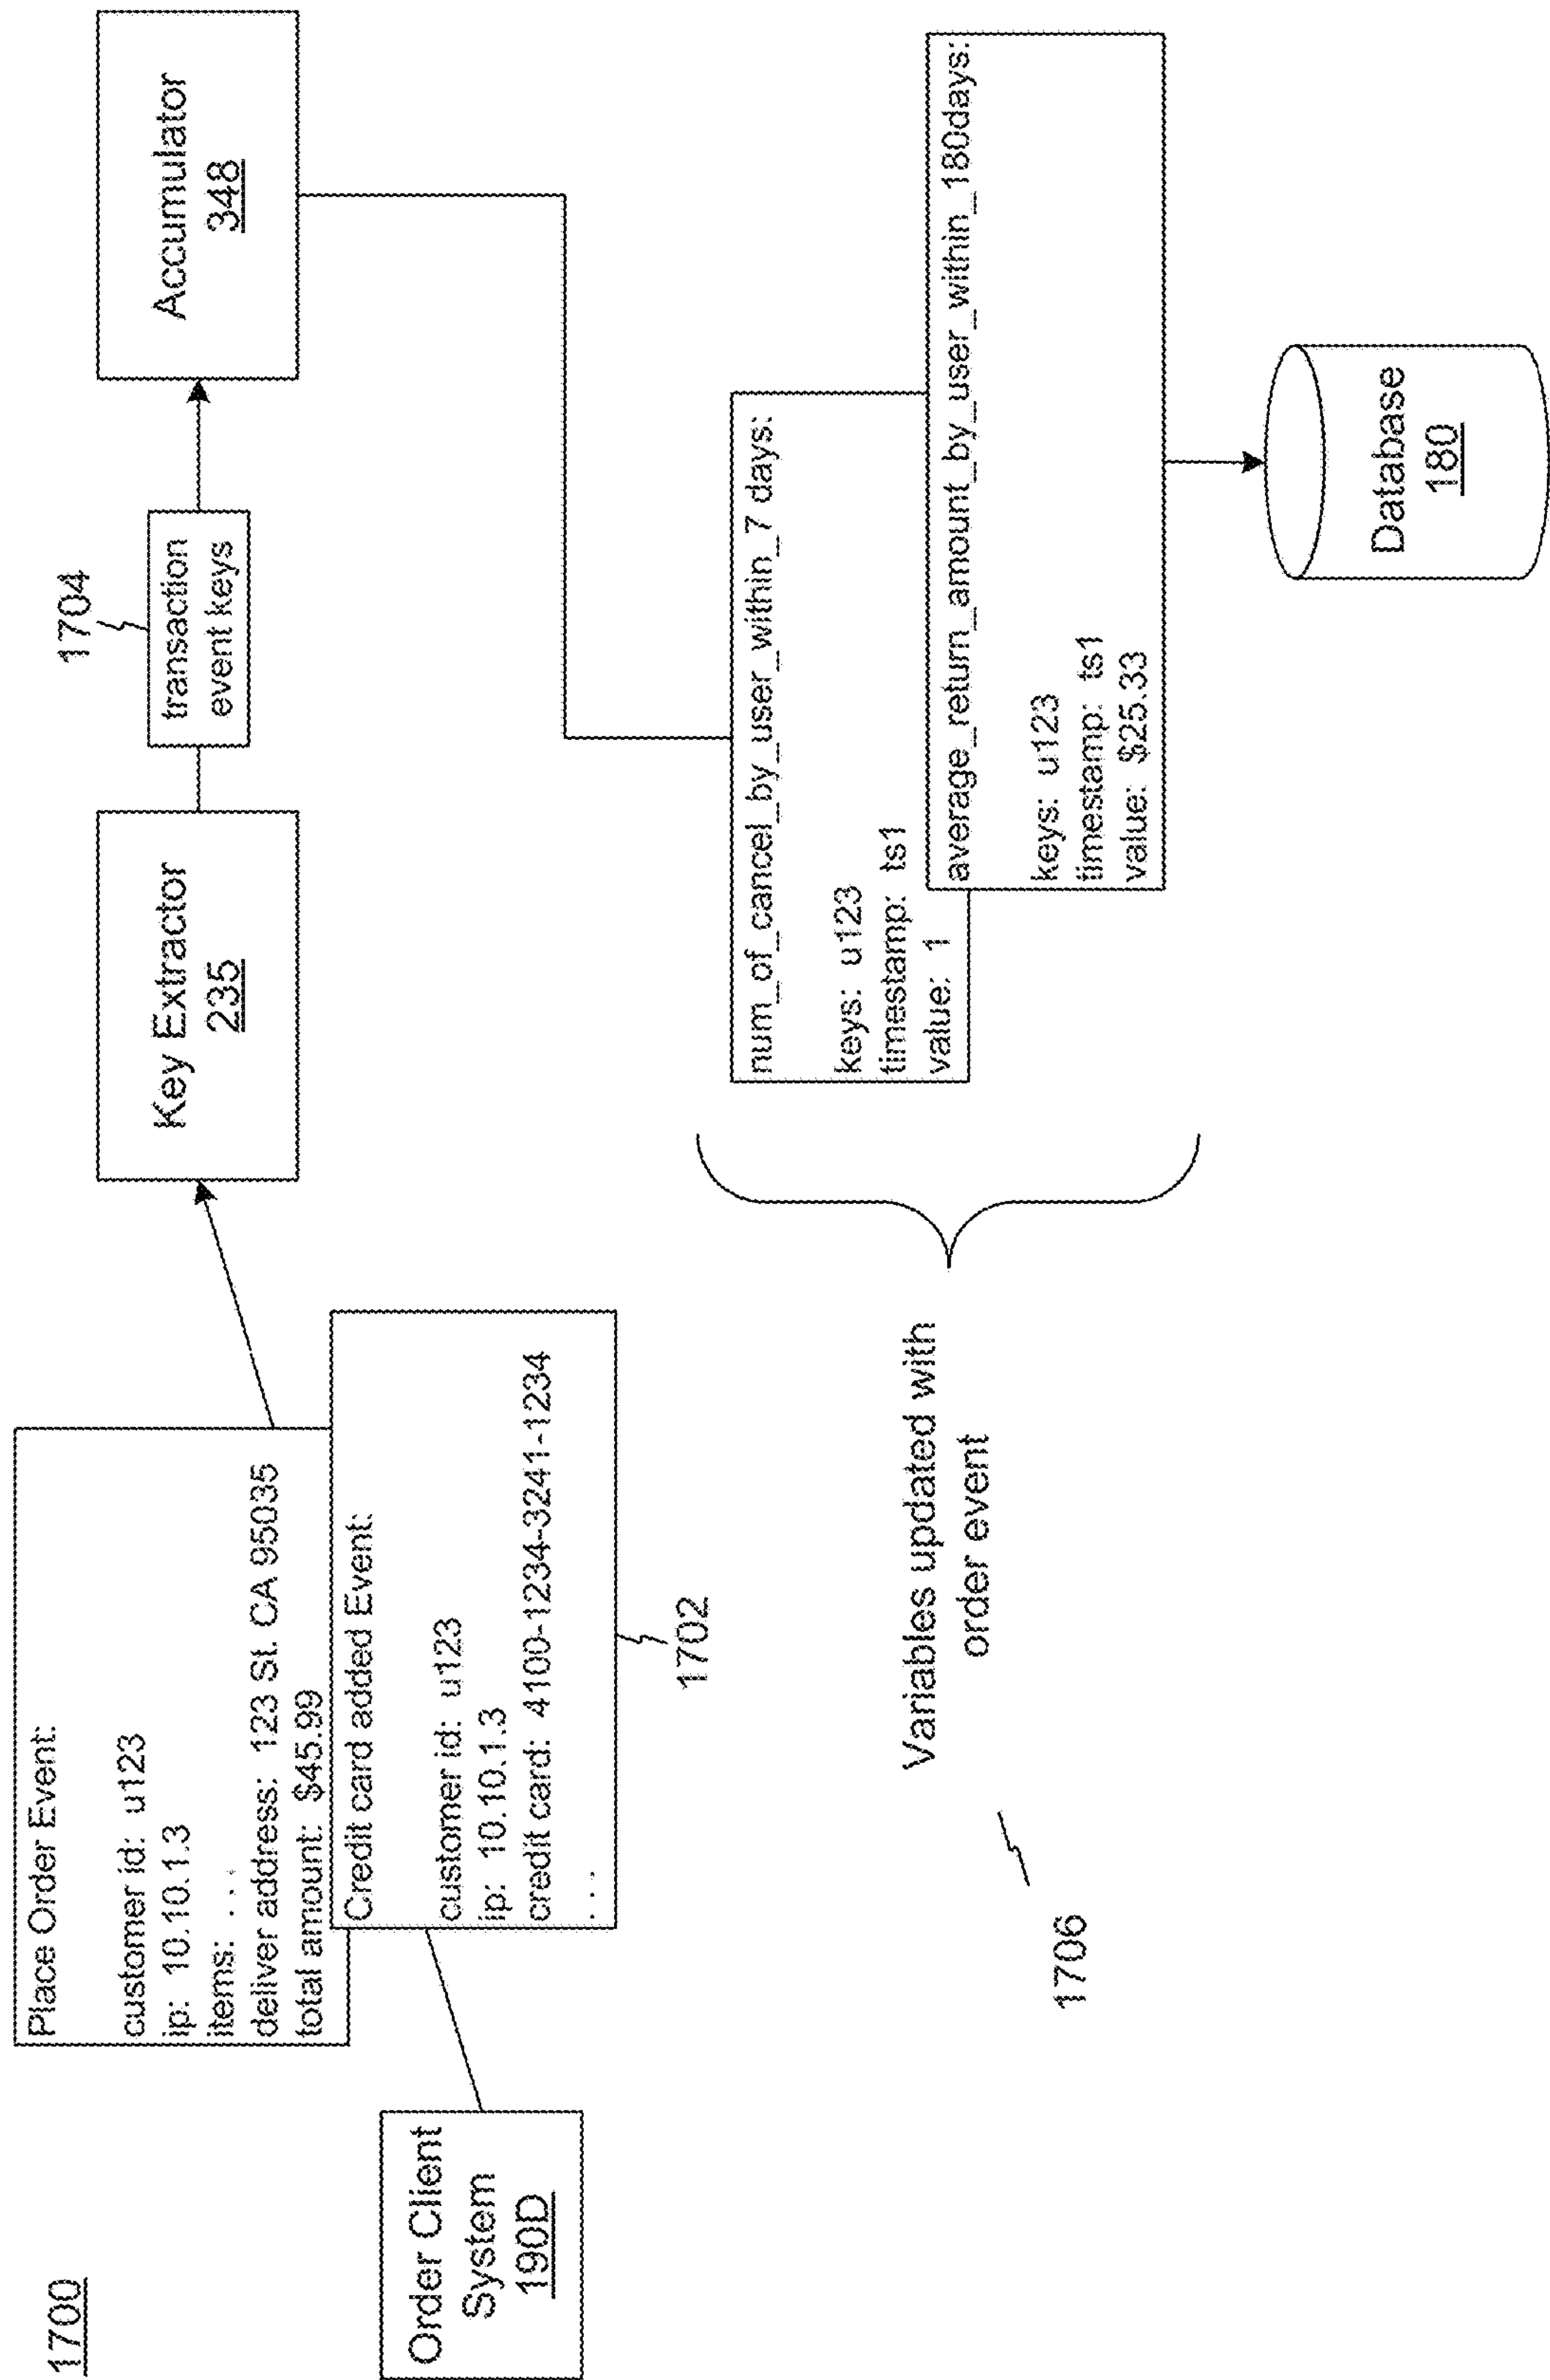 1700
Order Client
System
190D
Place Order Event:
customer id: u123
ip: 10.10.1.3
items: . . .
deliver address: 123 St. CA 95035
total amount: $45.99
Credit card added Event:
customer id: u123
ip: 10.10.1.3
credit card: 4100-1234-3241-1234
. . .
1702
Key Extractor
235
1704
transaction
event keys
Accumulator
348
Variables updated with
order event
1706
num_of_cancel_by_user_within_7 days:
keys: u123
timestamp: ts1
value: 1
average_return_amount_by_user_within_180days:
keys: u123
timestamp: ts1
value: $25.33
Database
180